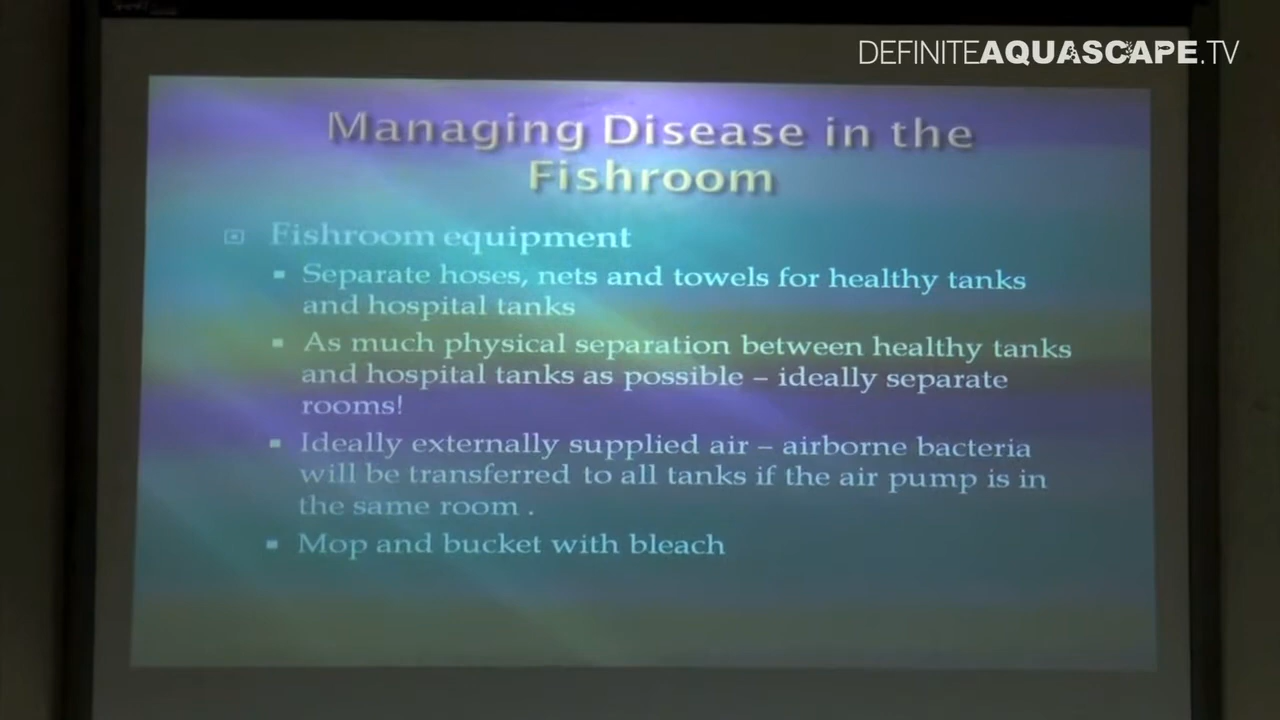 DEFINITEAQUASCAPE.TV
Managing Disease in the
Fishroom
Fishroom equipment
Separate hoses, nets and towels for healthy tanks
and hospital tanks
As much physical separation between healthy tanks
and hospital tanks as possible – ideally separate
rooms!
Ideally externally supplied air – airborne bacteria
will be transferred to all tanks if the air pump is in
the same room .
Mop and bucket with bleach